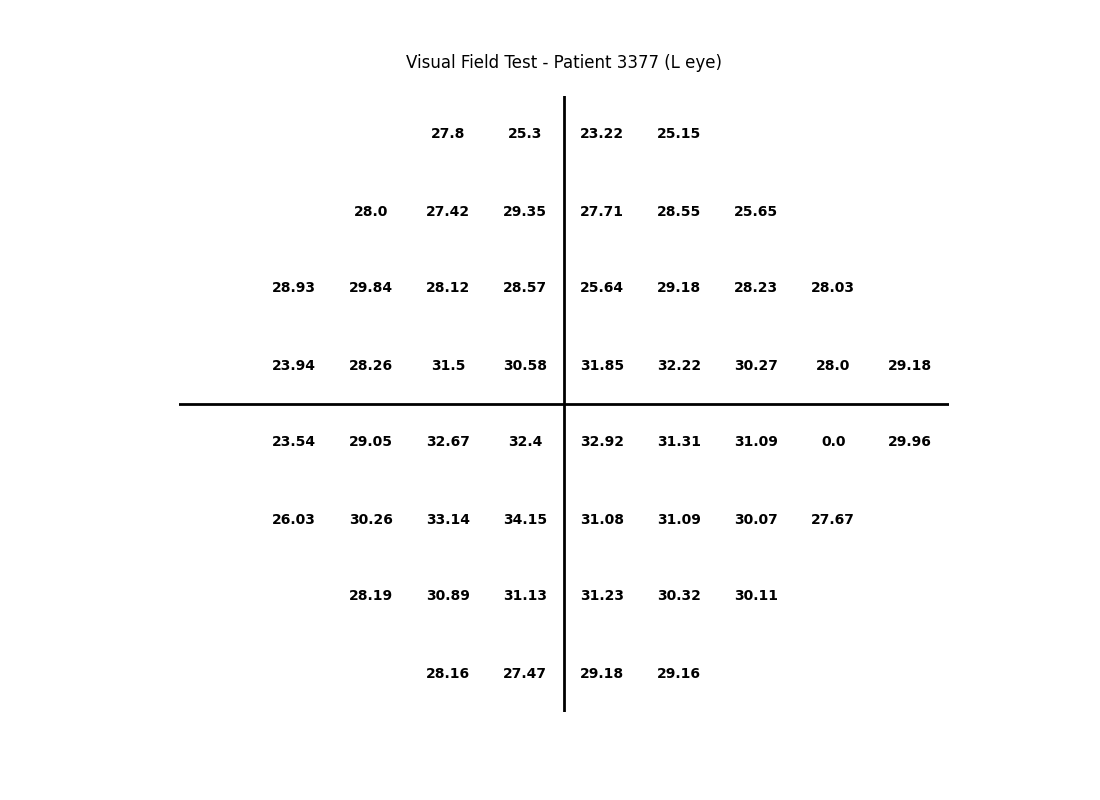 Visual Field Test - Patient 3377 (L eye)
27.8 25.3 23.22 25.15
28.0 27.42 29.35 27.71 28.55 25.65
28.93 29.84 28.12 28.57 25.64 29.18 28.23 28.03
23.94 28.26 31.5 30.58 31.85 32.22 30.27 28.0 29.18
23.54 29.05 32.67 32.4 32.92 31.31 31.09 0.0 29.96
26.03 30.26 33.14 34.15 31.08 31.09 30.07 27.67
28.19 30.89 31.13 31.23 30.32 30.11
28.16 27.47 29.18 29.16